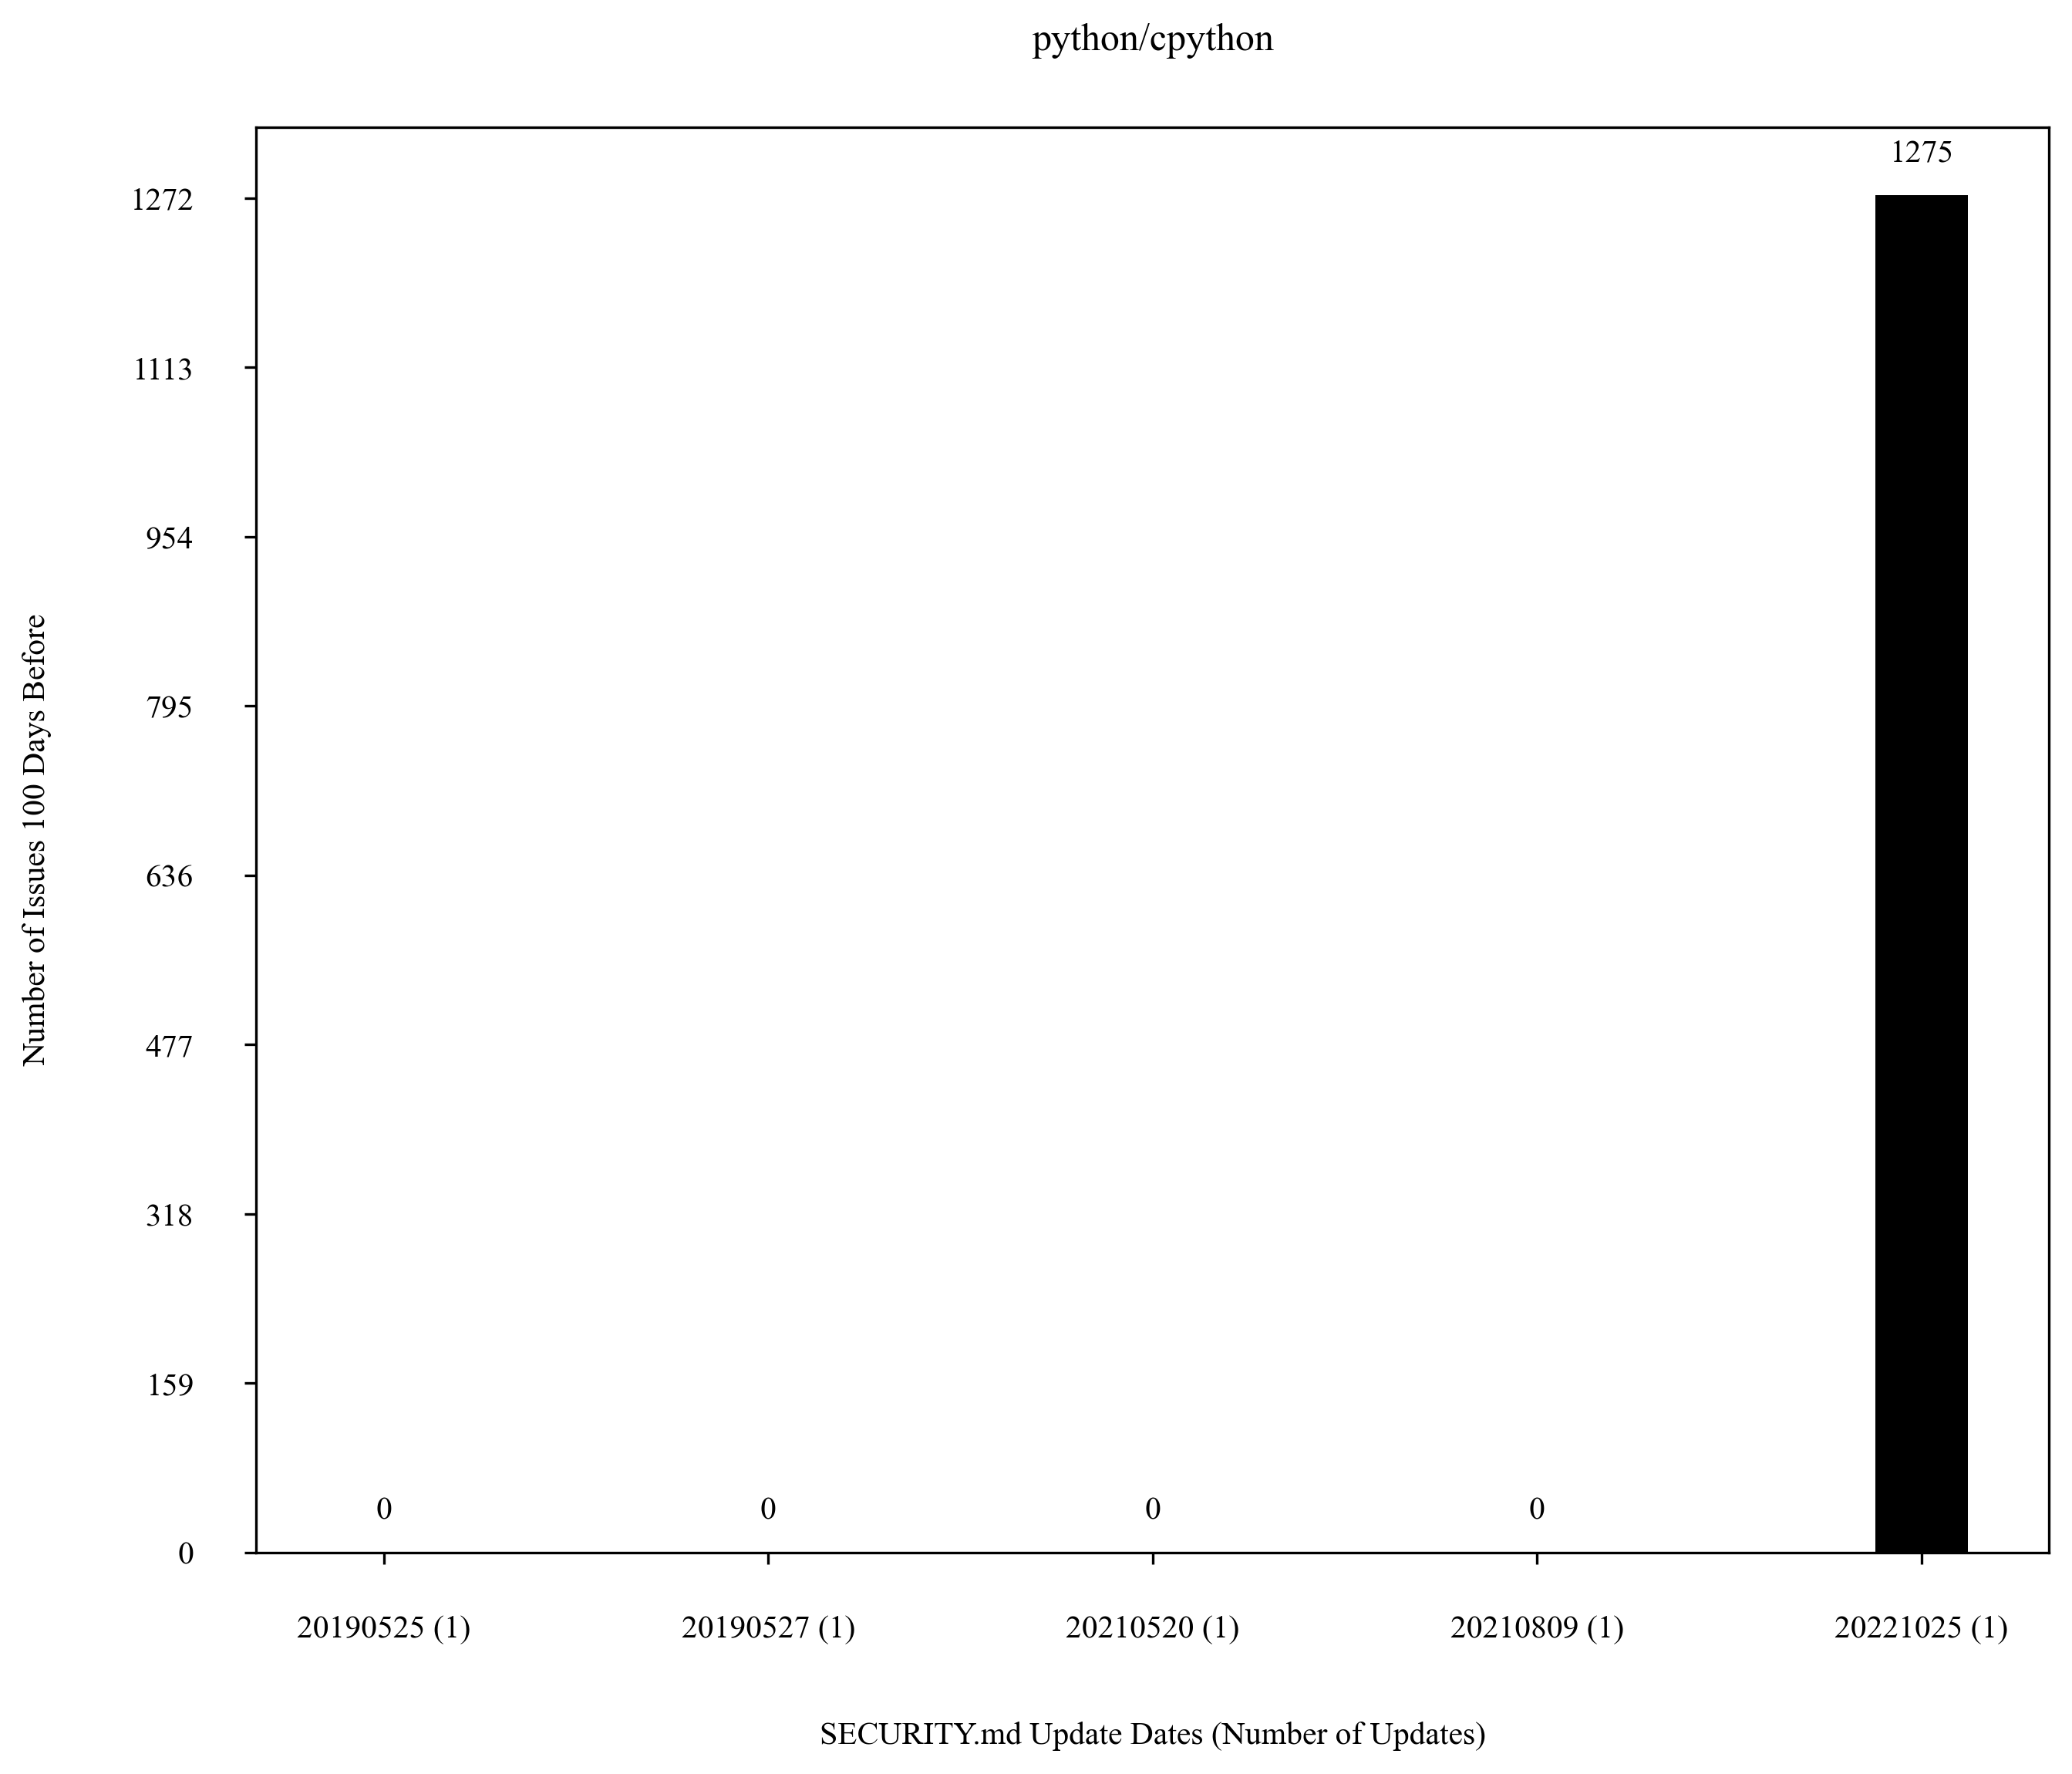 python/cpython
1275
1272
1113
954
795
636
477
318
159
0
Number of Issues 100 Days Before
0 0 0 0
20190525 (1) 20190527 (1) 20210520 (1) 20210809 (1) 20221025 (1)
SECURITY.md Update Dates (Number of Updates)